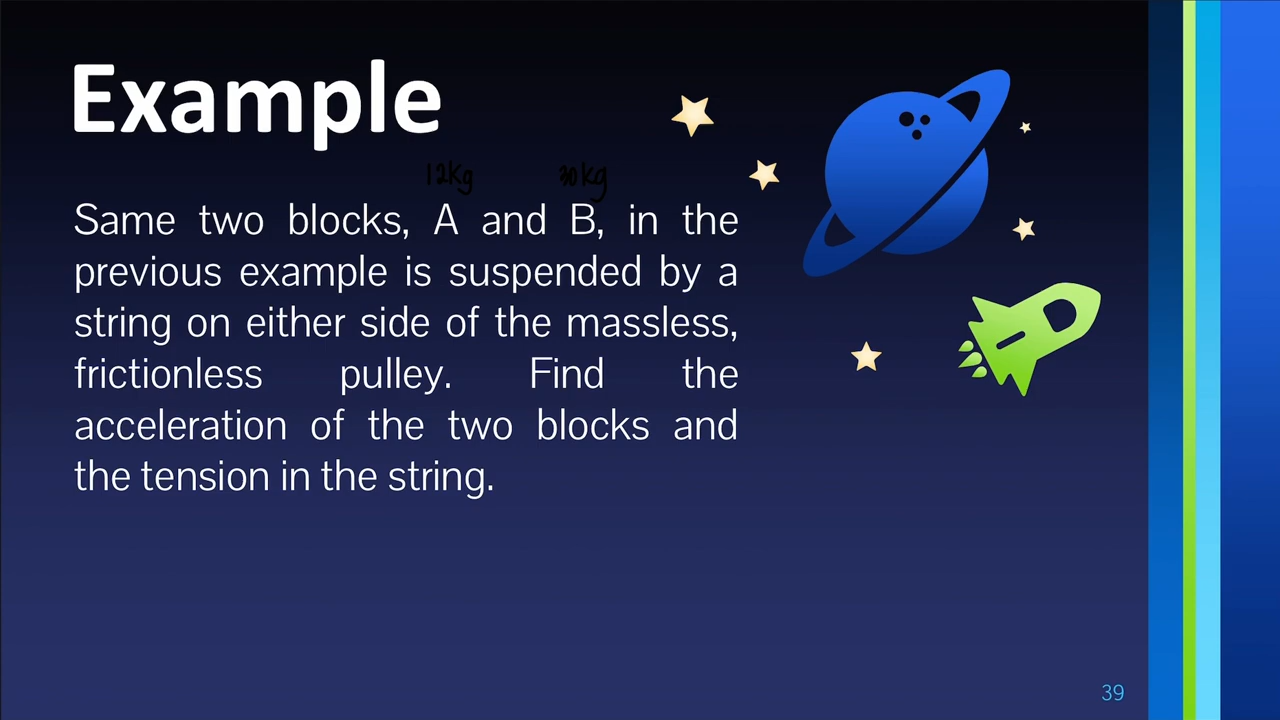 Example
12kg 30kg
Same two blocks, A and B, in the
previous example is suspended by a
string on either side of the massless,
frictionless pulley. Find the
acceleration of the two blocks and
the tension in the string.
39